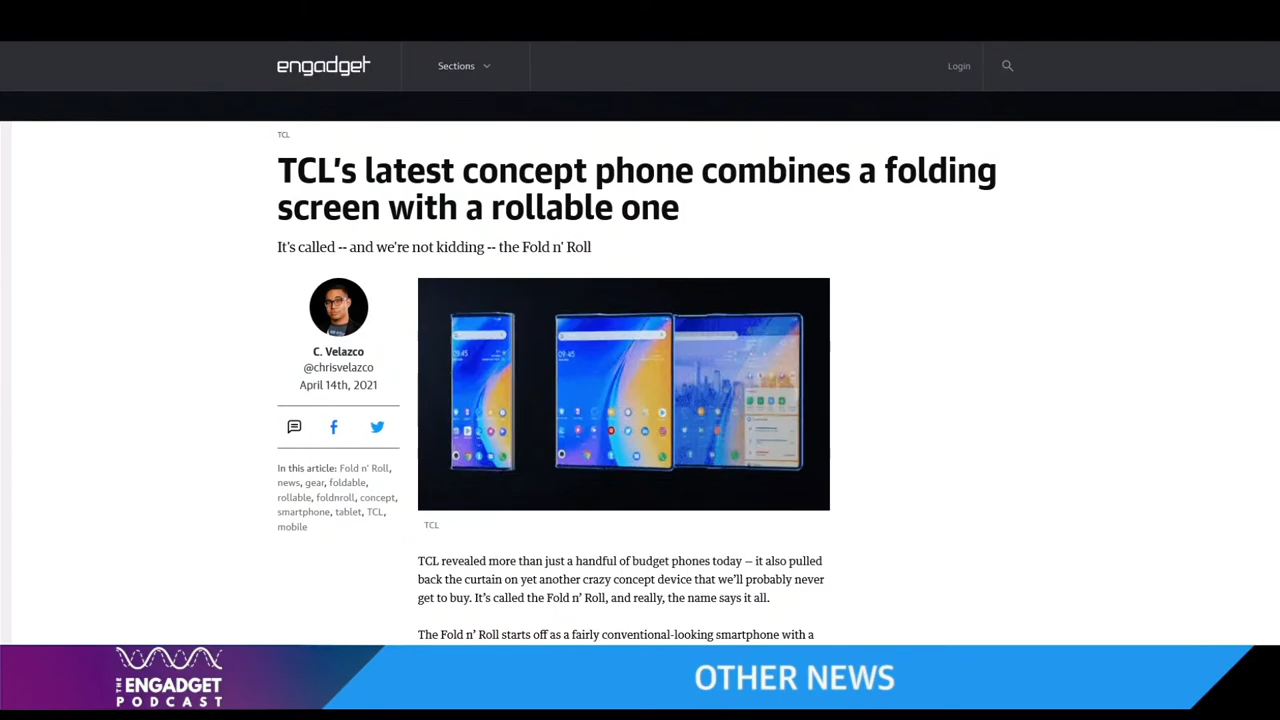 engadget
Sections
Login
TCL
TCL's latest concept phone combines a folding
screen with a rollable one
It's called -- and we're not kidding -- the Fold n' Roll
C. Velazco
@chrisvelazco
April 14th, 2021
In this article: Fold n' Roll,
news, gear, foldable,
rollable, foldnroll, concept,
smartphone, tablet, TCL,
mobile
09:45
09:45
TCL
TCL revealed more than just a handful of budget phones today — it also pulled
back the curtain on yet another crazy concept device that we'll probably never
get to buy. It's called the Fold n' Roll, and really, the name says it all.
The Fold n' Roll starts off as a fairly conventional-looking smartphone with a
THE
ENGADGET
PODCAST
OTHER NEWS